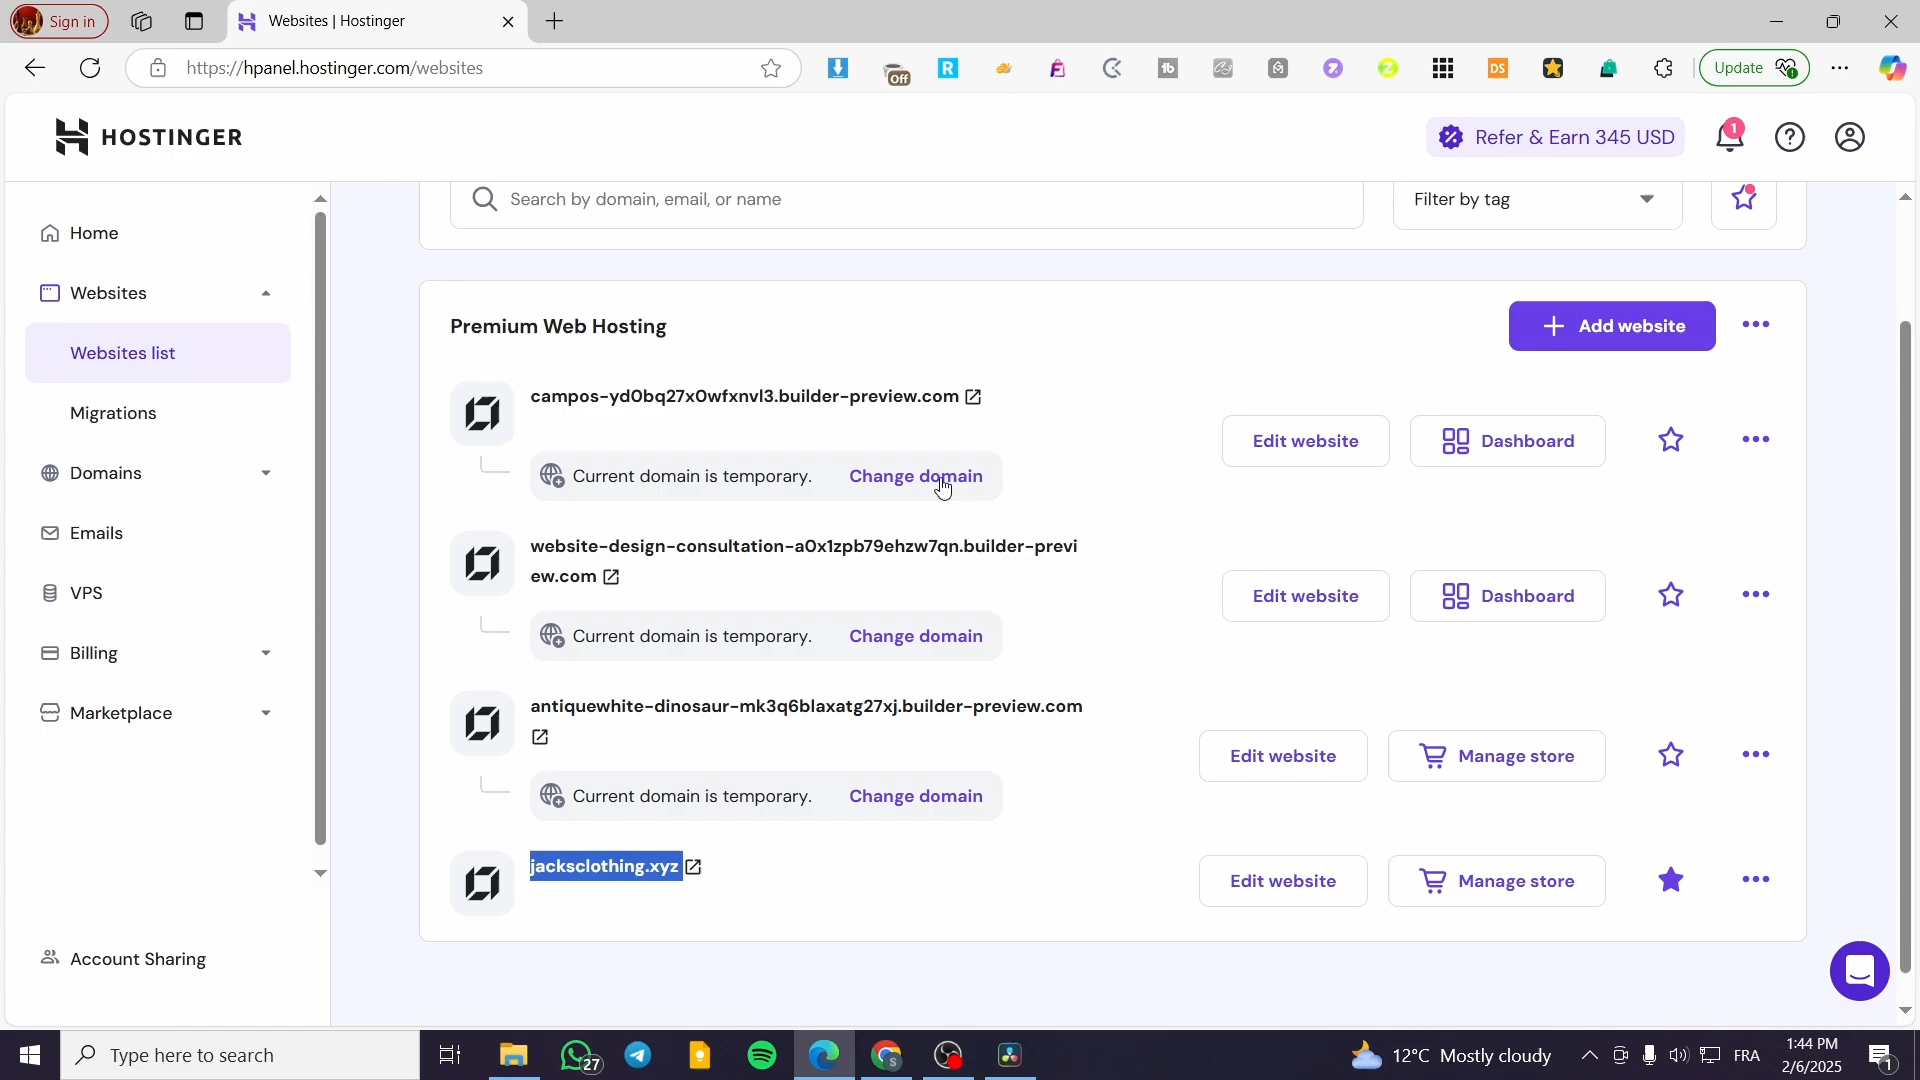 Sign in
Websites | Hostinger
https://hpanel.hostinger.com/websites
Off
R
1b
DS
Update
HOSTINGER
Refer & Earn 345 USD
1
Home
Websites
Websites list
Migrations
Domains
Emails
VPS
Billing
Marketplace
Account Sharing
Search by domain, email, or name
Filter by tag
Premium Web Hosting
Add website
campos-yd0bq27x0wfxnvl3.builder-preview.com
Current domain is temporary. Change domain
Edit website
Dashboard
website-design-consultation-a0x1zpb79ehzw7qn.builder-previ
ew.com
Current domain is temporary. Change domain
Edit website
Dashboard
antiquewhite-dinosaur-mk3q6blaxatg27xj.builder-preview.com
Current domain is temporary. Change domain
Edit website
Manage store
jacksclothing.xyz
Edit website
Manage store
Type here to search
27
12°C Mostly cloudy
FRA
1:44 PM
2/6/2025
1